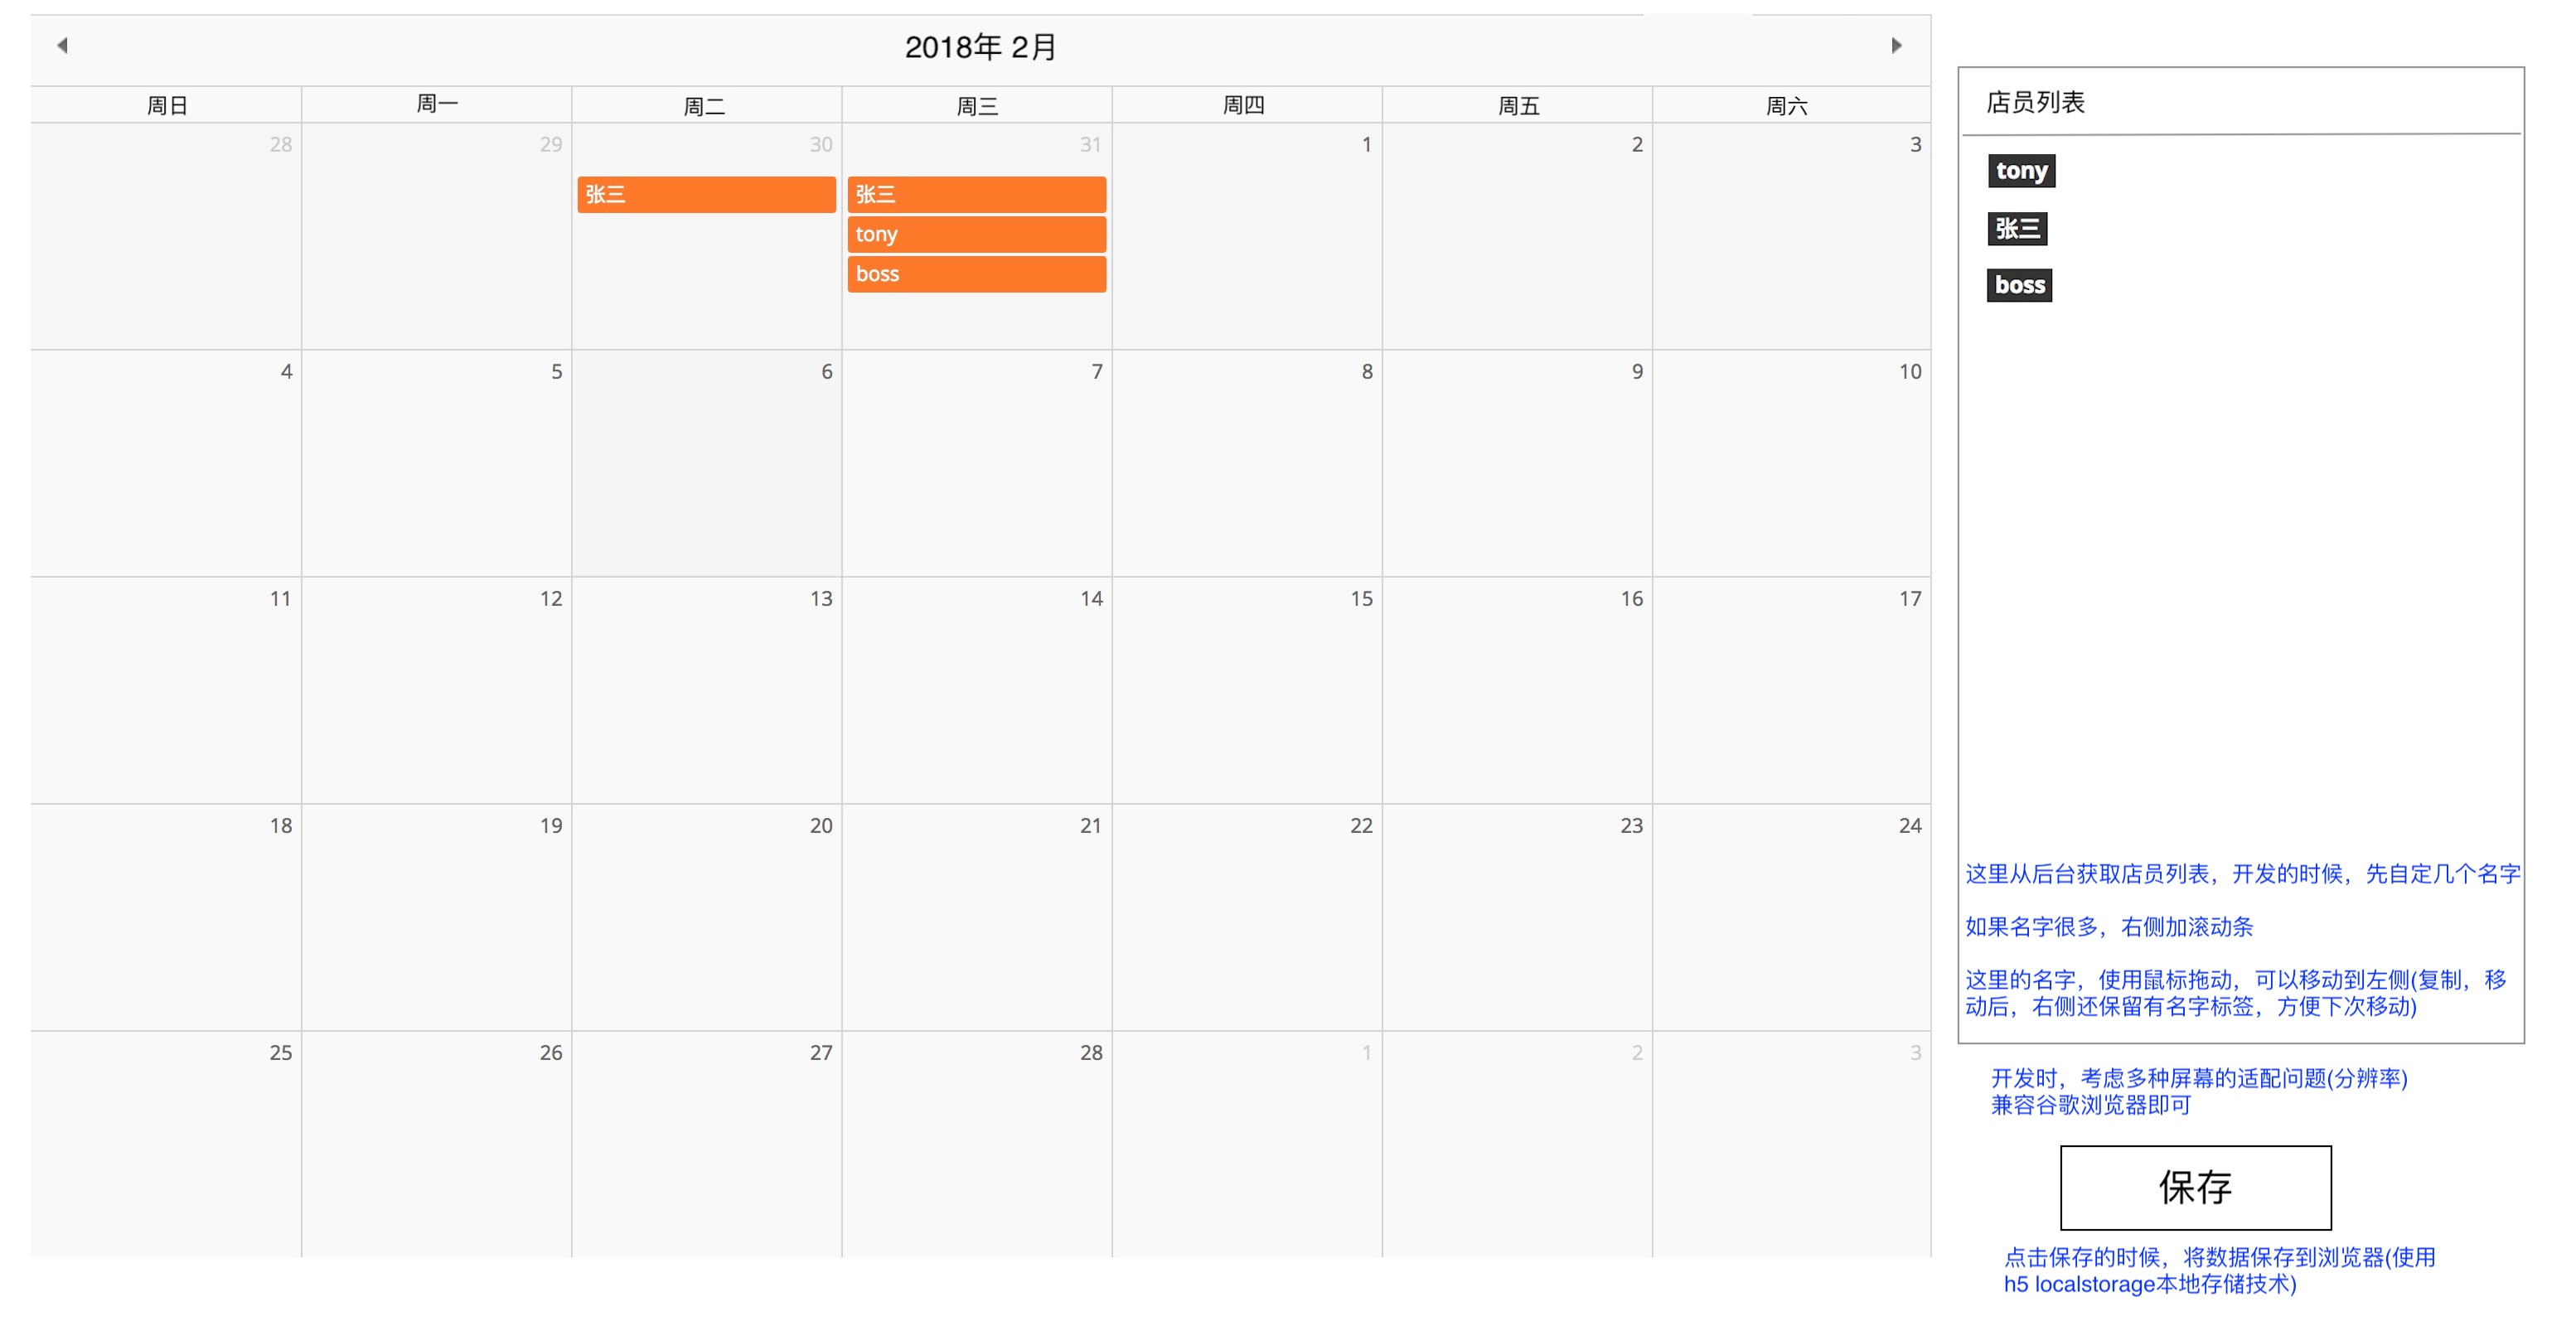 2018年 2月
周日 周一 周二 周三 周四 周五 周六
28 29 30 31 1 2 3
张三 张三
tony
boss
4 5 6 7 8 9 10
11 12 13 14 15 16 17
18 19 20 21 22 23 24
25 26 27 28 1 2 3
店员列表
tony
张三
boss
这里从后台获取店员列表，开发的时候，先自定几个名字
如果名字很多，右侧加滚动条
这里的名字，使用鼠标拖动，可以移动到左侧(复制，移
动后，右侧还保留有名字标签，方便下次移动)
开发时，考虑多种屏幕的适配问题(分辨率)
兼容谷歌浏览器即可
保存
点击保存的时候，将数据保存到浏览器(使用
h5 localstorage本地存储技术)